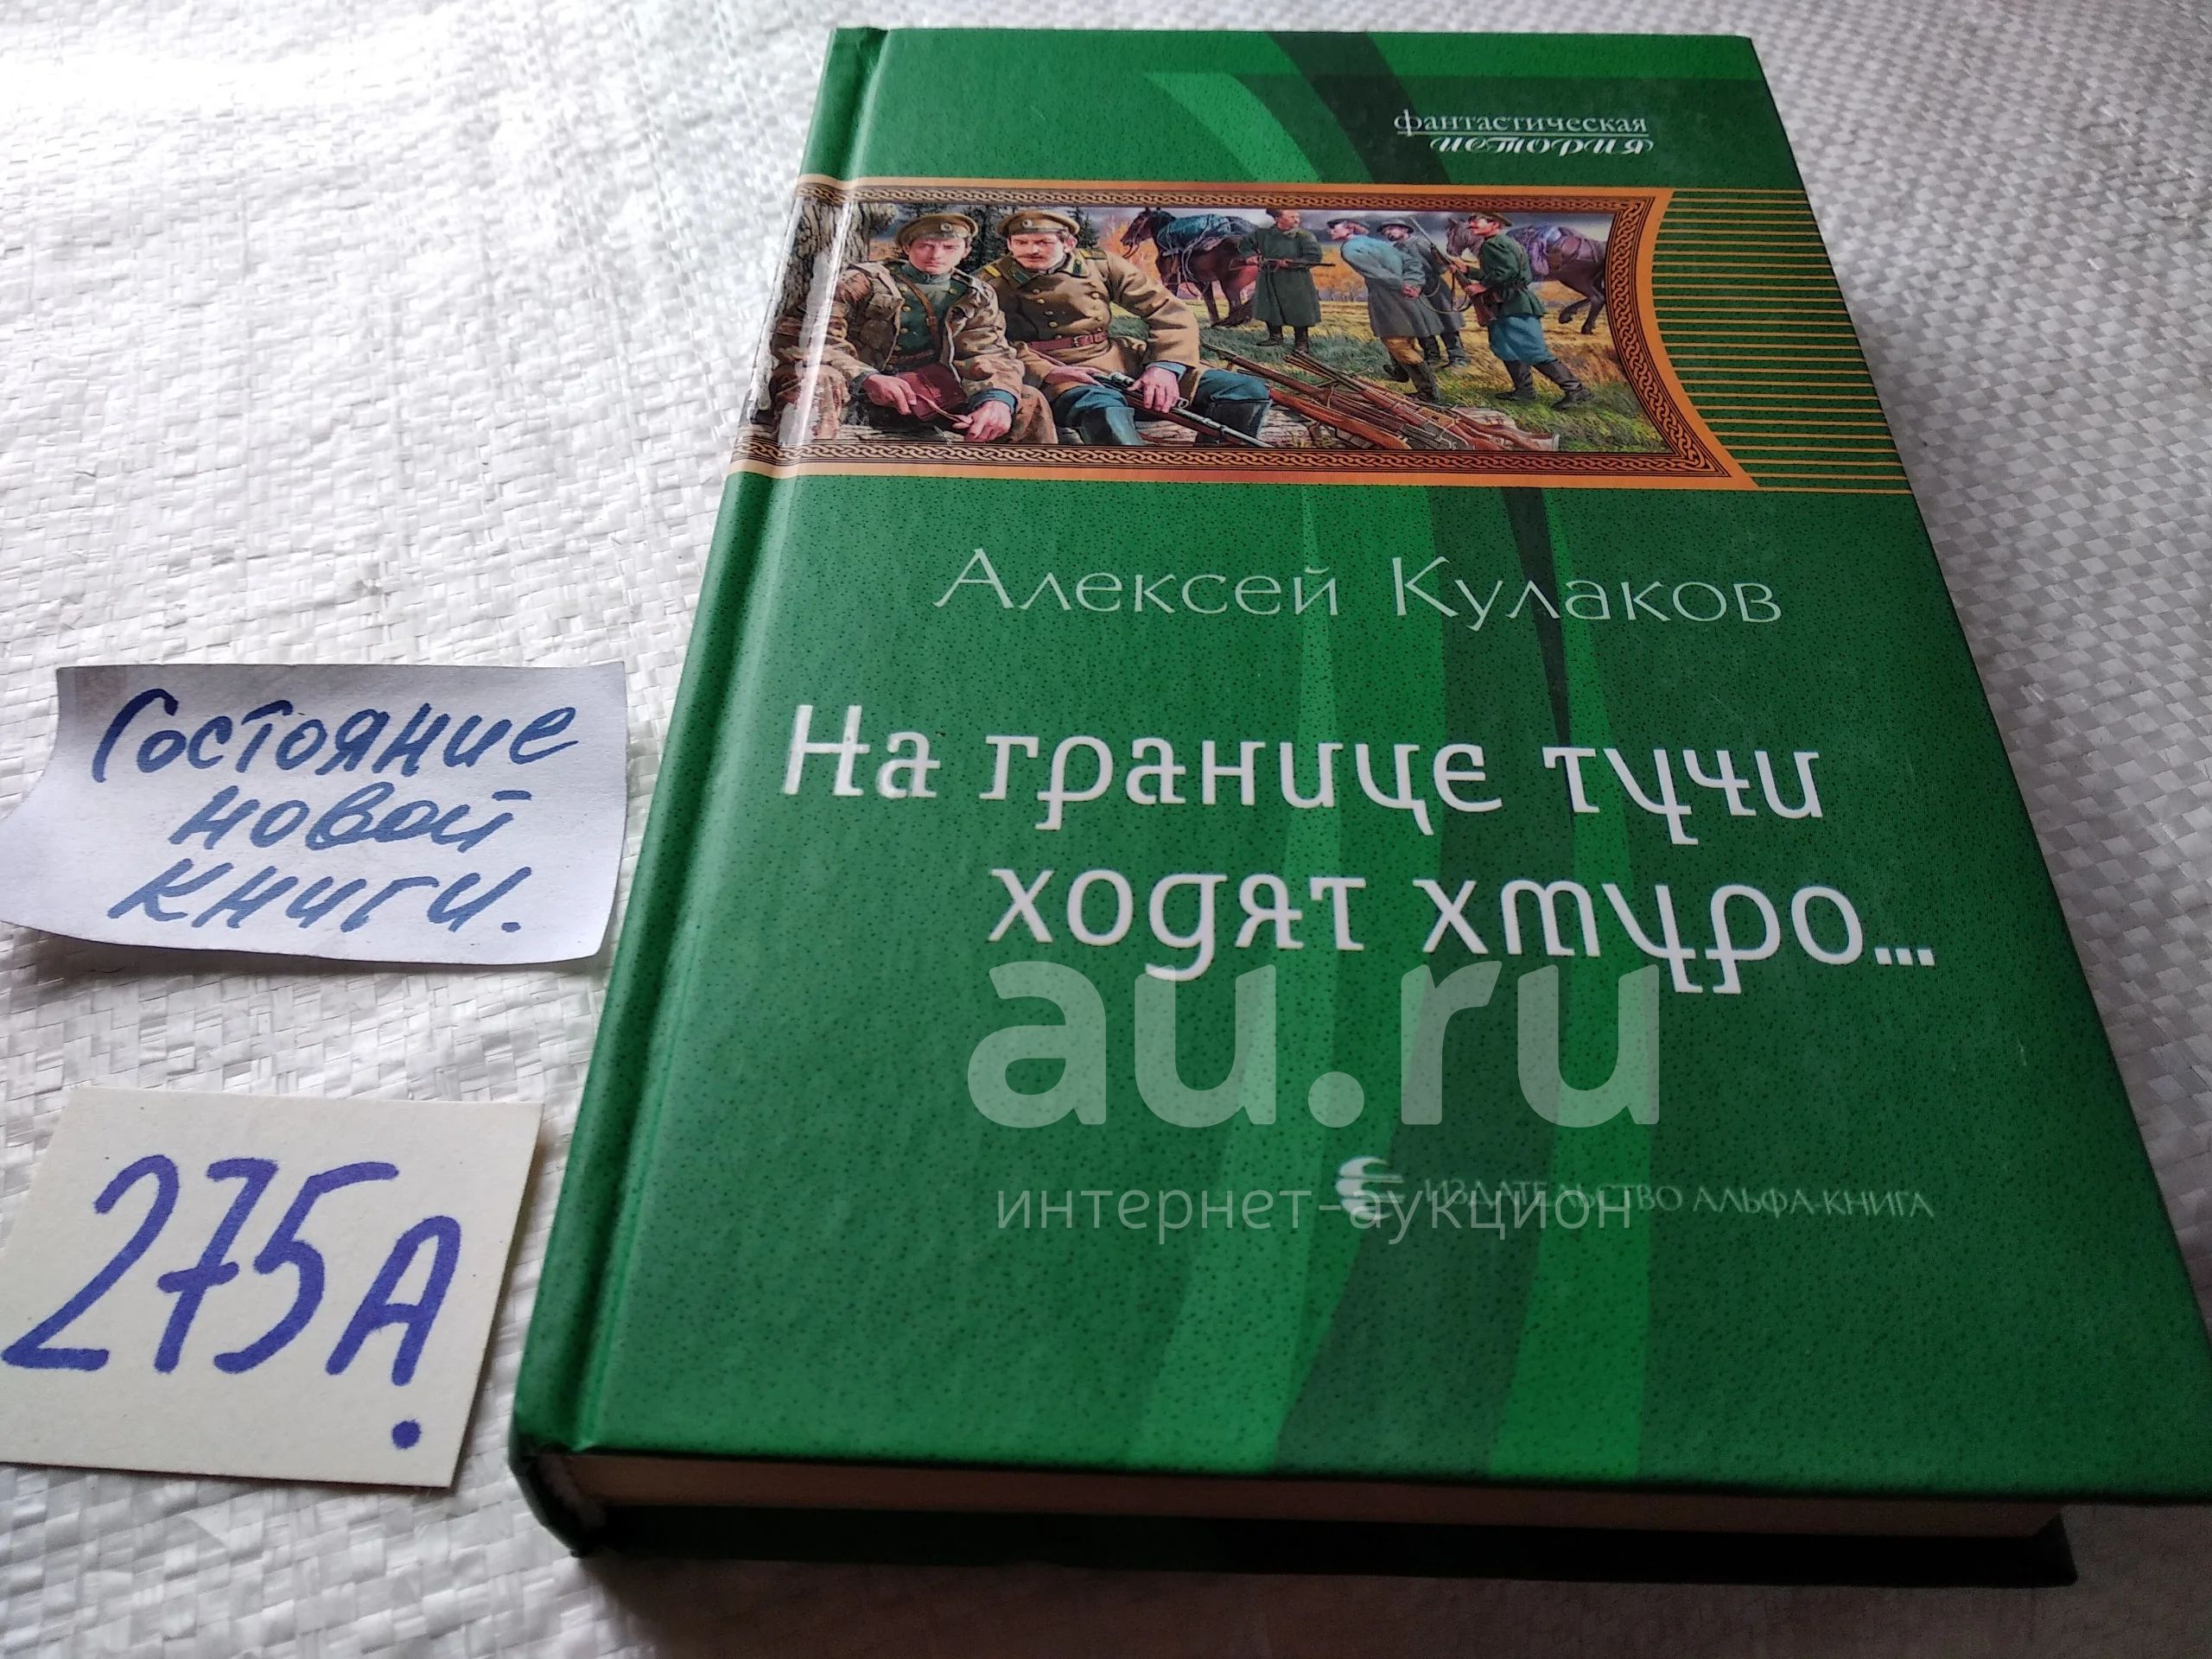 фантастическая
история
Алексей Кулаков
На границе тучи
ходят хмуро...
au.ru
интернет-аукцион
ИЗДАТЕЛЬСТВО АЛЬФА-КНИГА
Состояние
новой
книги.
275А.